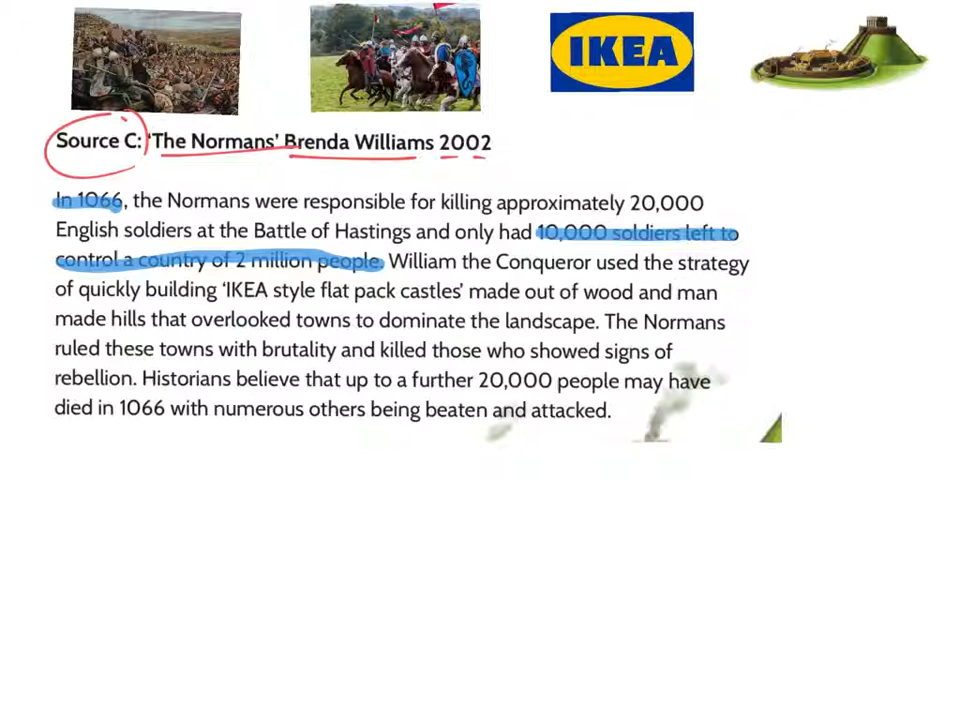 IKEA
Source C: 'The Normans' Brenda Williams 2002
In 1066, the Normans were responsible for killing approximately 20,000
English soldiers at the Battle of Hastings and only had 10,000 soldiers left to
control a country of 2 million people. William the Conqueror used the strategy
of quickly building 'IKEA style flat pack castles' made out of wood and man
made hills that overlooked towns to dominate the landscape. The Normans
ruled these towns with brutality and killed those who showed signs of
rebellion. Historians believe that up to a further 20,000 people may have
died in 1066 with numerous others being beaten and attacked.